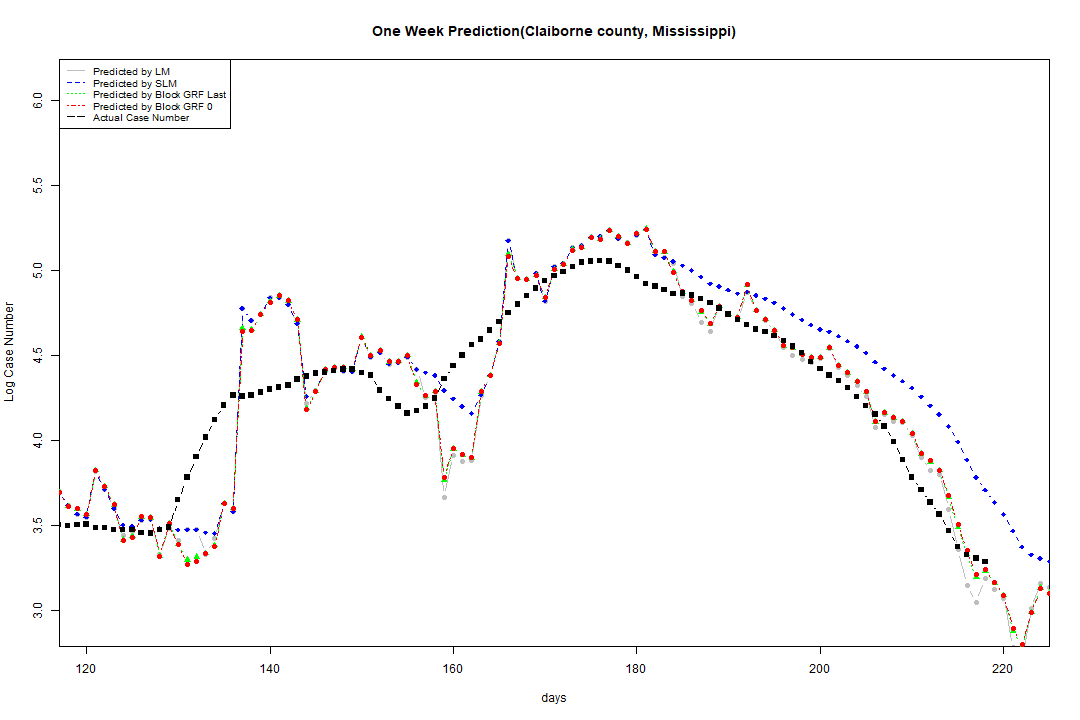 One Week Prediction(Claiborne county, Mississippi)
Predicted by LM
Predicted by SLM
Predicted by Block GRF Last
Predicted by Block GRF 0
Actual Case Number
6.0
5.5
5.0
4.5
4.0
3.5
3.0
Log Case Number
120 140 160 180 200 220
days